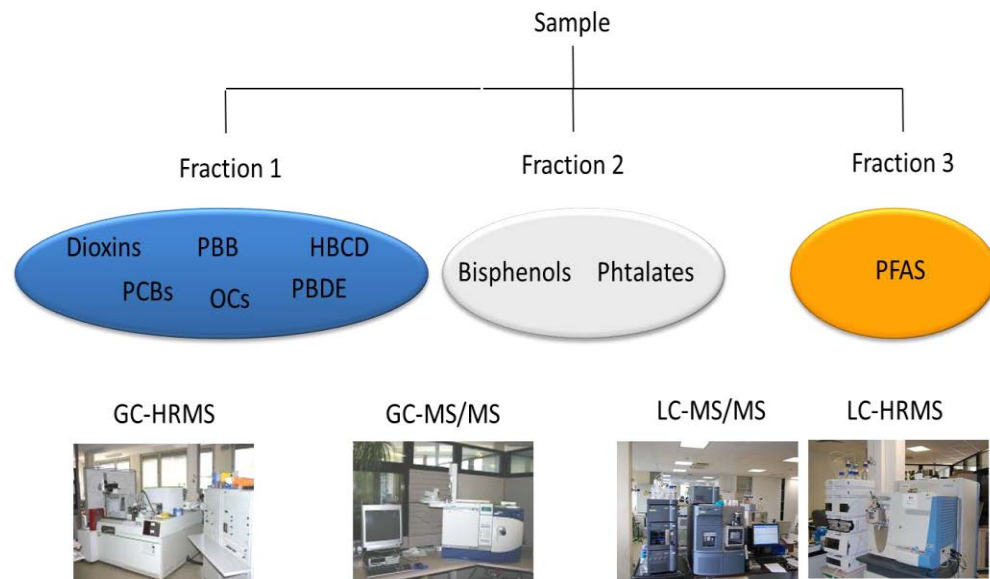 Sample
Fraction 1
Fraction 2
Fraction 3
Dioxins PBB HBCD
PCBs OCs PBDE
Bisphenols Phtalates
PFAS
GC-HRMS
GC-MS/MS
LC-MS/MS
LC-HRMS